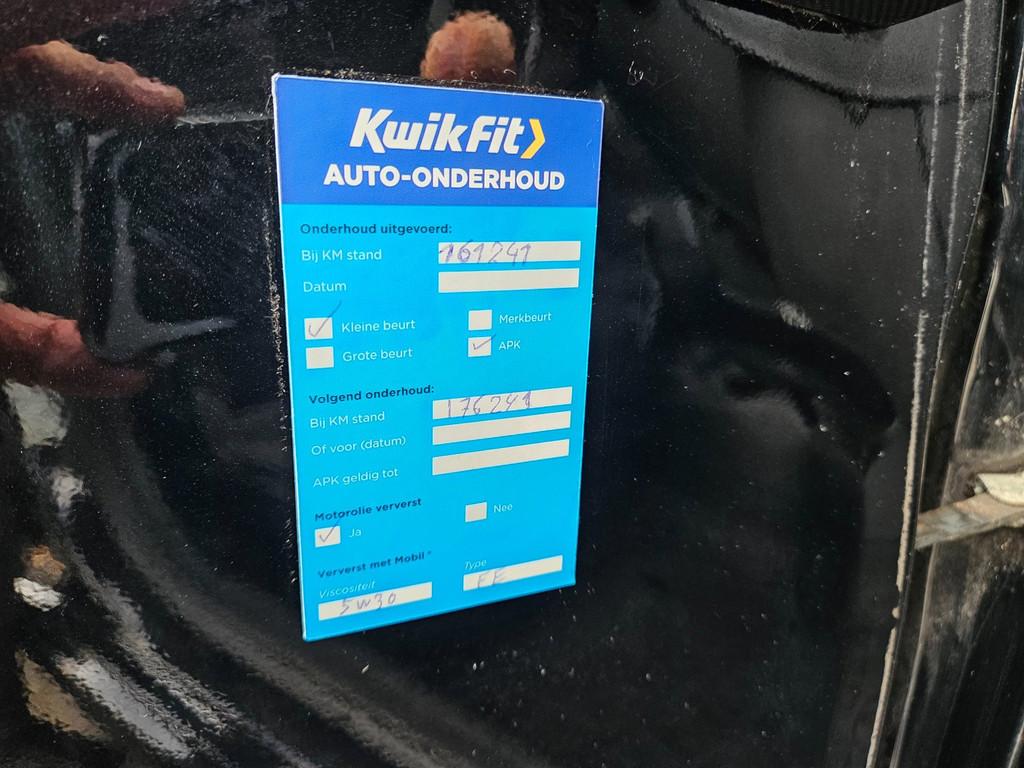 KwikFit
AUTO-ONDERHOUD
Onderhoud uitgevoerd:
Bij KM stand 161241
Datum
Kleine beurt Merkbeurt
Grote beurt APK
Volgend onderhoud:
Bij KM stand 176241
Of voor (datum)
APK geldig tot
Motorolie ververst
Ja Nee
Ververst met Mobil*
Viscositeit Type
5W30 EE